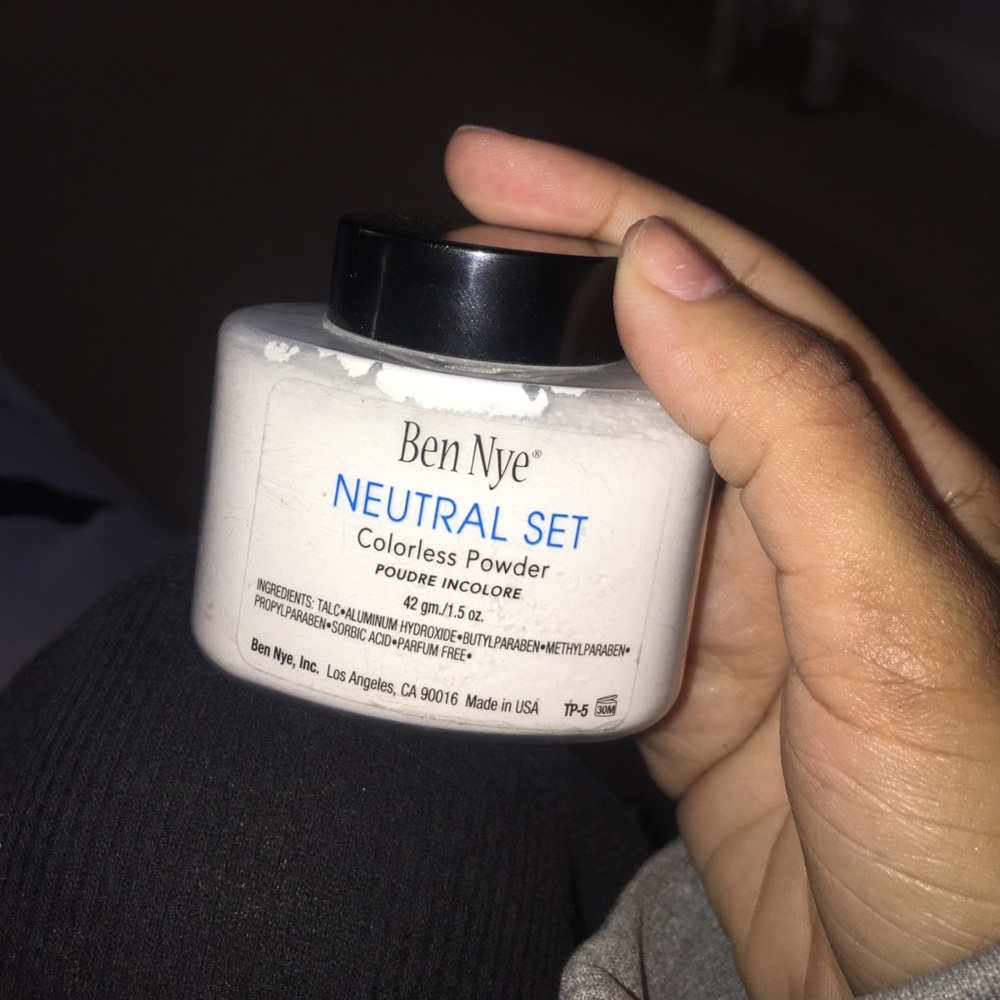 Ben Nye®
NEUTRAL SET
Colorless Powder
POUDRE INCOLORE
42 gm./1.5 oz.
INGREDIENTS: TALC•ALUMINUM HYDROXIDE•BUTYLPARABEN•METHYLPARABEN•
PROPYLPARABEN•SORBIC ACID•PARFUM FREE•
Ben Nye, Inc. Los Angeles, CA 90016 Made in USA TP-5 30M